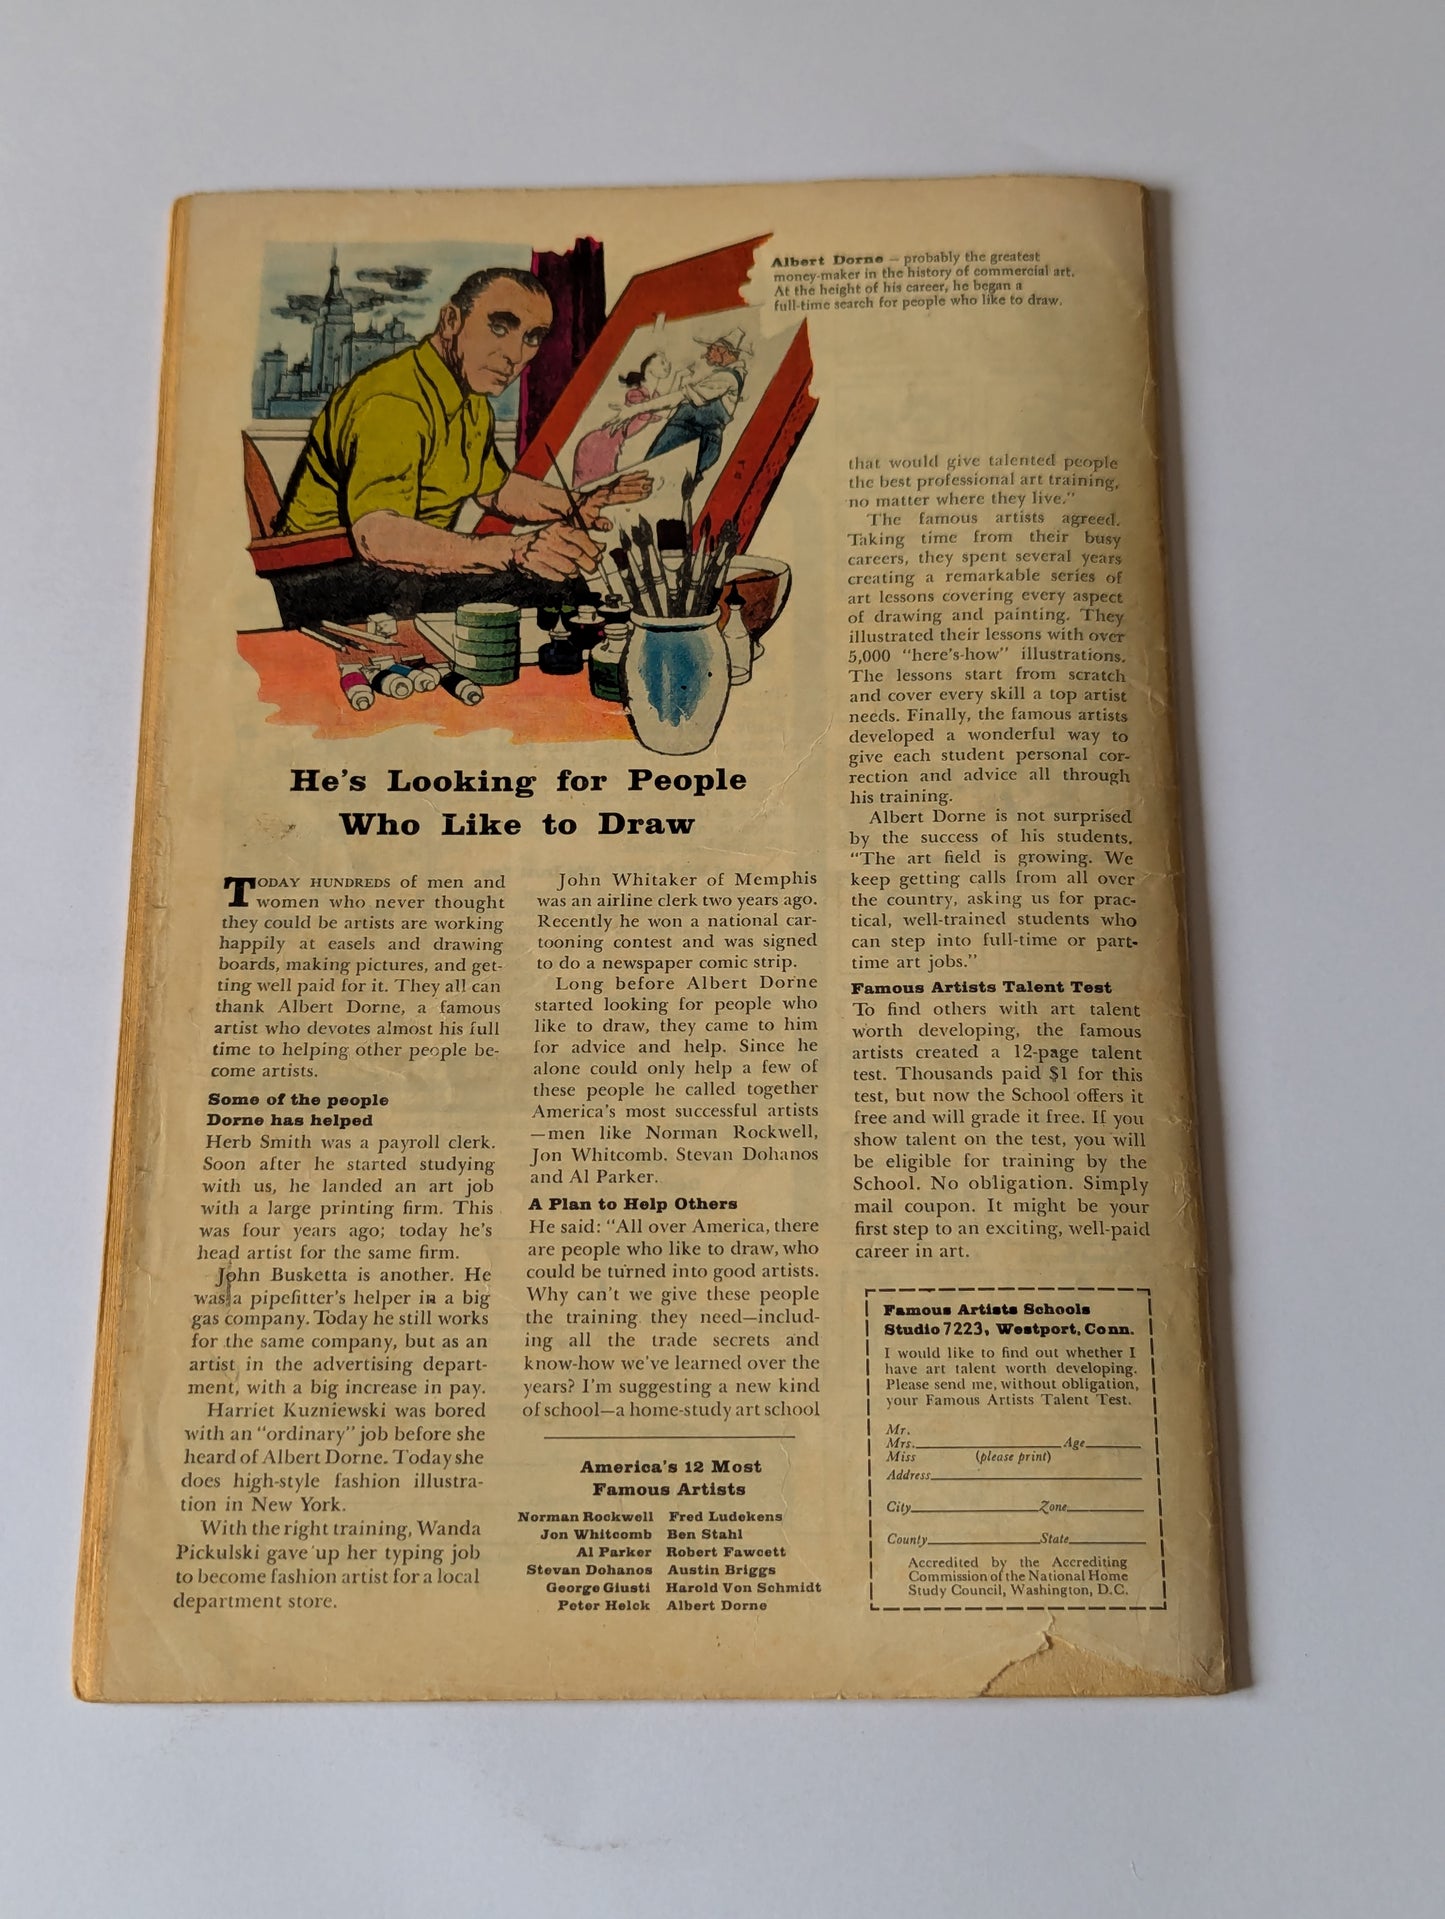 Albert Dorne – probably the greatest
money-maker in the history of commercial art.
At the height of his career, he began a
full-time search for people who like to draw.
He's Looking for People
Who Like to Draw
TODAY HUNDREDS of men and
women who never thought
they could be artists are working
happily at easels and drawing
boards, making pictures, and get-
ting well paid for it. They all can
thank Albert Dorne, a famous
artist who devotes almost his full
time to helping other people be-
come artists.
Some of the people
Dorne has helped
Herb Smith was a payroll clerk.
Soon after he started studying
with us, he landed an art job
with a large printing firm. This
was four years ago; today he's
head artist for the same firm.
John Busketta is another. He
was a pipefitter's helper in a big
gas company. Today he still works
for the same company, but as an
artist in the advertising depart-
ment, with a big increase in pay.
Harriet Kuzniewski was bored
with an "ordinary" job before she
heard of Albert Dorne. Today she
does high-style fashion illustra-
tion in New York.
With the right training, Wanda
Pickulski gave up her typing job
to become fashion artist for a local
department store.
John Whitaker of Memphis
was an airline clerk two years ago.
Recently he won a national car-
tooning contest and was signed
to do a newspaper comic strip.
Long before Albert Dorne
started looking for people who
like to draw, they came to him
for advice and help. Since he
alone could only help a few of
these people he called together
America's most successful artists
—men like Norman Rockwell,
Jon Whitcomb, Stevan Dohanos
and Al Parker.
A Plan to Help Others
He said: "All over America, there
are people who like to draw, who
could be turned into good artists.
Why can't we give these people
the training they need—includ-
ing all the trade secrets and
know-how we've learned over the
years? I'm suggesting a new kind
of school—a home-study art school
that would give talented people
the best professional art training,
no matter where they live."
The famous artists agreed.
Taking time from their busy
careers, they spent several years
creating a remarkable series of
art lessons covering every aspect
of drawing and painting. They
illustrated their lessons with over
5,000 "here's-how" illustrations.
The lessons start from scratch
and cover every skill a top artist
needs. Finally, the famous artists
developed a wonderful way to
give each student personal cor-
rection and advice all through
his training.
Albert Dorne is not surprised
by the success of his students.
"The art field is growing. We
keep getting calls from all over
the country, asking us for prac-
tical, well-trained students who
can step into full-time or part-
time art jobs."
Famous Artists Talent Test
To find others with art talent
worth developing, the famous
artists created a 12-page talent
test. Thousands paid $1 for this
test, but now the School offers it
free and will grade it free. If you
show talent on the test, you will
be eligible for training by the
School. No obligation. Simply
mail coupon. It might be your
first step to an exciting, well-paid
career in art.
America's 12 Most
Famous Artists
Norman Rockwell Fred Ludekens
Jon Whitcomb Ben Stahl
Al Parker Robert Fawcett
Stevan Dohanos Austin Briggs
George Giusti Harold Von Schmidt
Peter Helck Albert Dorne
Famous Artists Schools
Studio 7223, Westport, Conn.
I would like to find out whether I
have art talent worth developing.
Please send me, without obligation,
your Famous Artists Talent Test.
Mr.
Mrs. Age
Miss (please print)
Address
City Zone
County State
Accredited by the Accrediting
Commission of the National Home
Study Council, Washington, D.C.